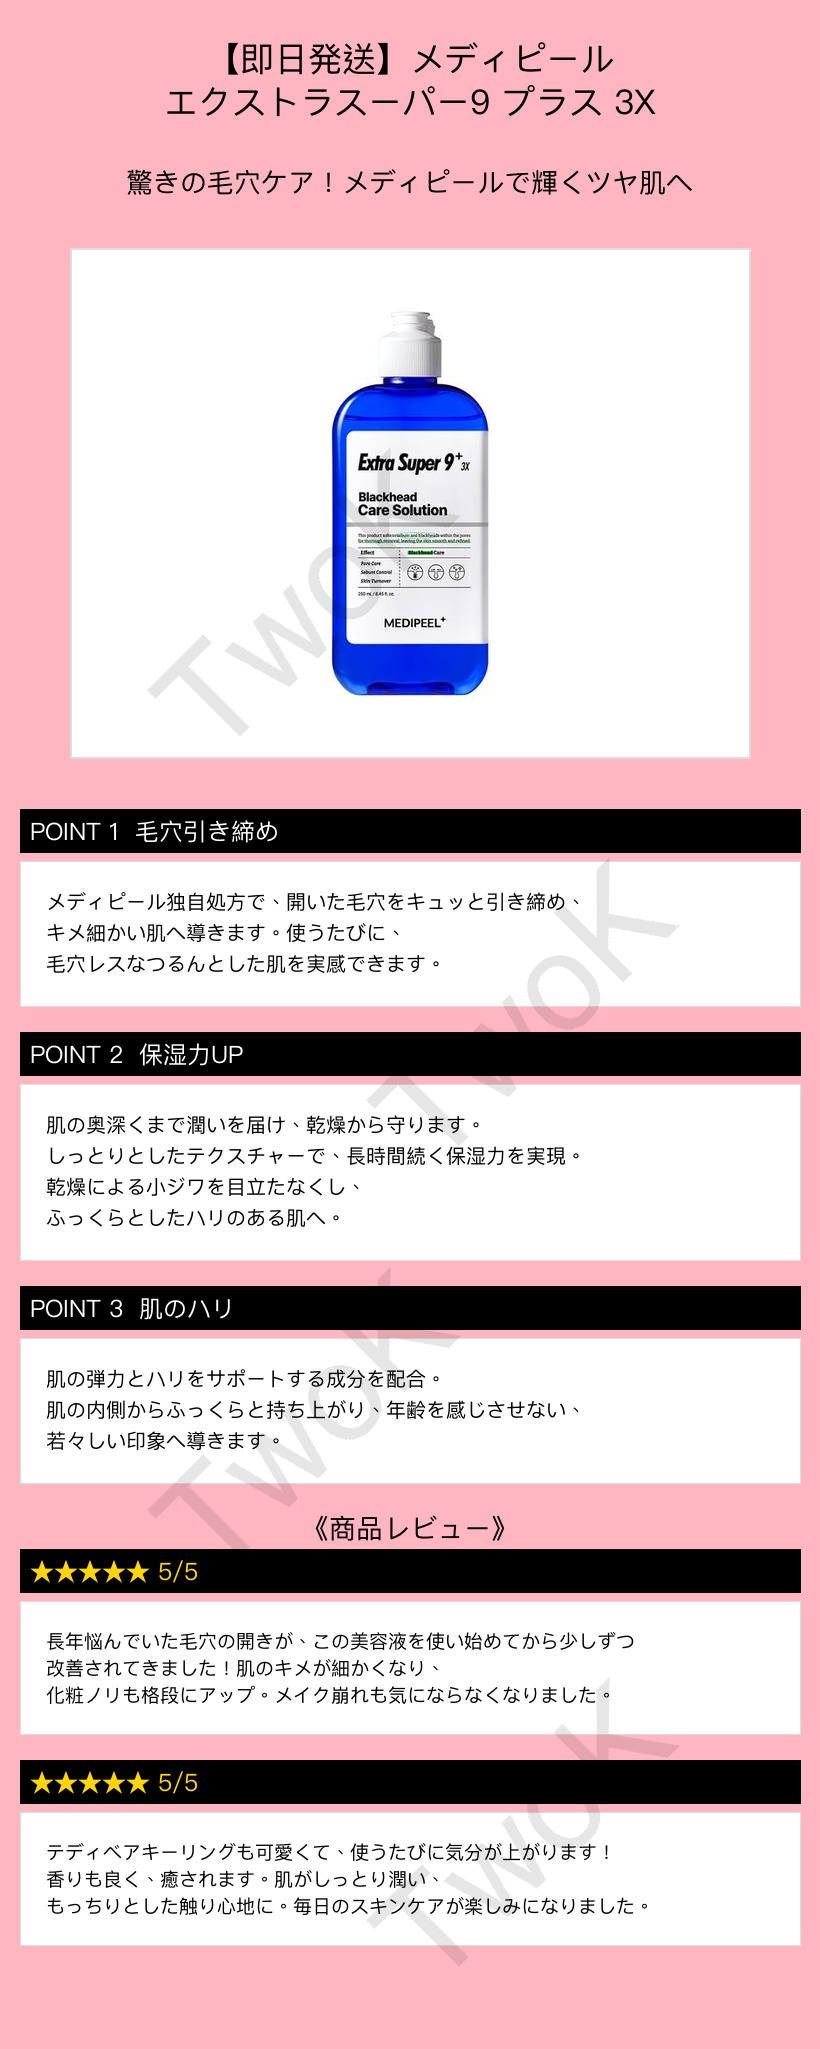 【即日発送】メディピール
エクストラスーパー9 プラス 3X
驚きの毛穴ケア！メディピールで輝くツヤ肌へ
Extra Super 9+ 3X
Blackhead
Care Solution
This product softens sebum and blackheads within the pores
for thorough removal, leaving the skin smooth and refined.
Effect
Blackhead Care
Pore Care
Sebum Control
Skin Turnover
250 mL / 8.45 fl. oz.
MEDIPEEL+
TwoK
POINT 1 毛穴引き締め
メディピール独自処方で、開いた毛穴をキュッと引き締め、
キメ細かい肌へ導きます。使うたびに、
毛穴レスなつるんとした肌を実感できます。
TwoK
POINT 2 保湿力UP
肌の奥深くまで潤いを届け、乾燥から守ります。
しっとりとしたテクスチャーで、長時間続く保湿力を実現。
乾燥による小ジワを目立たなくし、
ふっくらとしたハリのある肌へ。
POINT 3 肌のハリ
肌の弾力とハリをサポートする成分を配合。
肌の内側からふっくらと持ち上がり、年齢を感じさせない、
若々しい印象へ導きます。
TwoK
《商品レビュー》
★★★★★ 5/5
長年悩んでいた毛穴の開きが、この美容液を使い始めてから少しずつ
改善されてきました！肌のキメが細かくなり、
化粧ノリも格段にアップ。メイク崩れも気にならなくなりました。
★★★★★ 5/5
テディベアキーリングも可愛くて、使うたびに気分が上がります！
香りも良く、癒されます。肌がしっとり潤い、
もっちりとした触り心地に。毎日のスキンケアが楽しみになりました。
TwoK